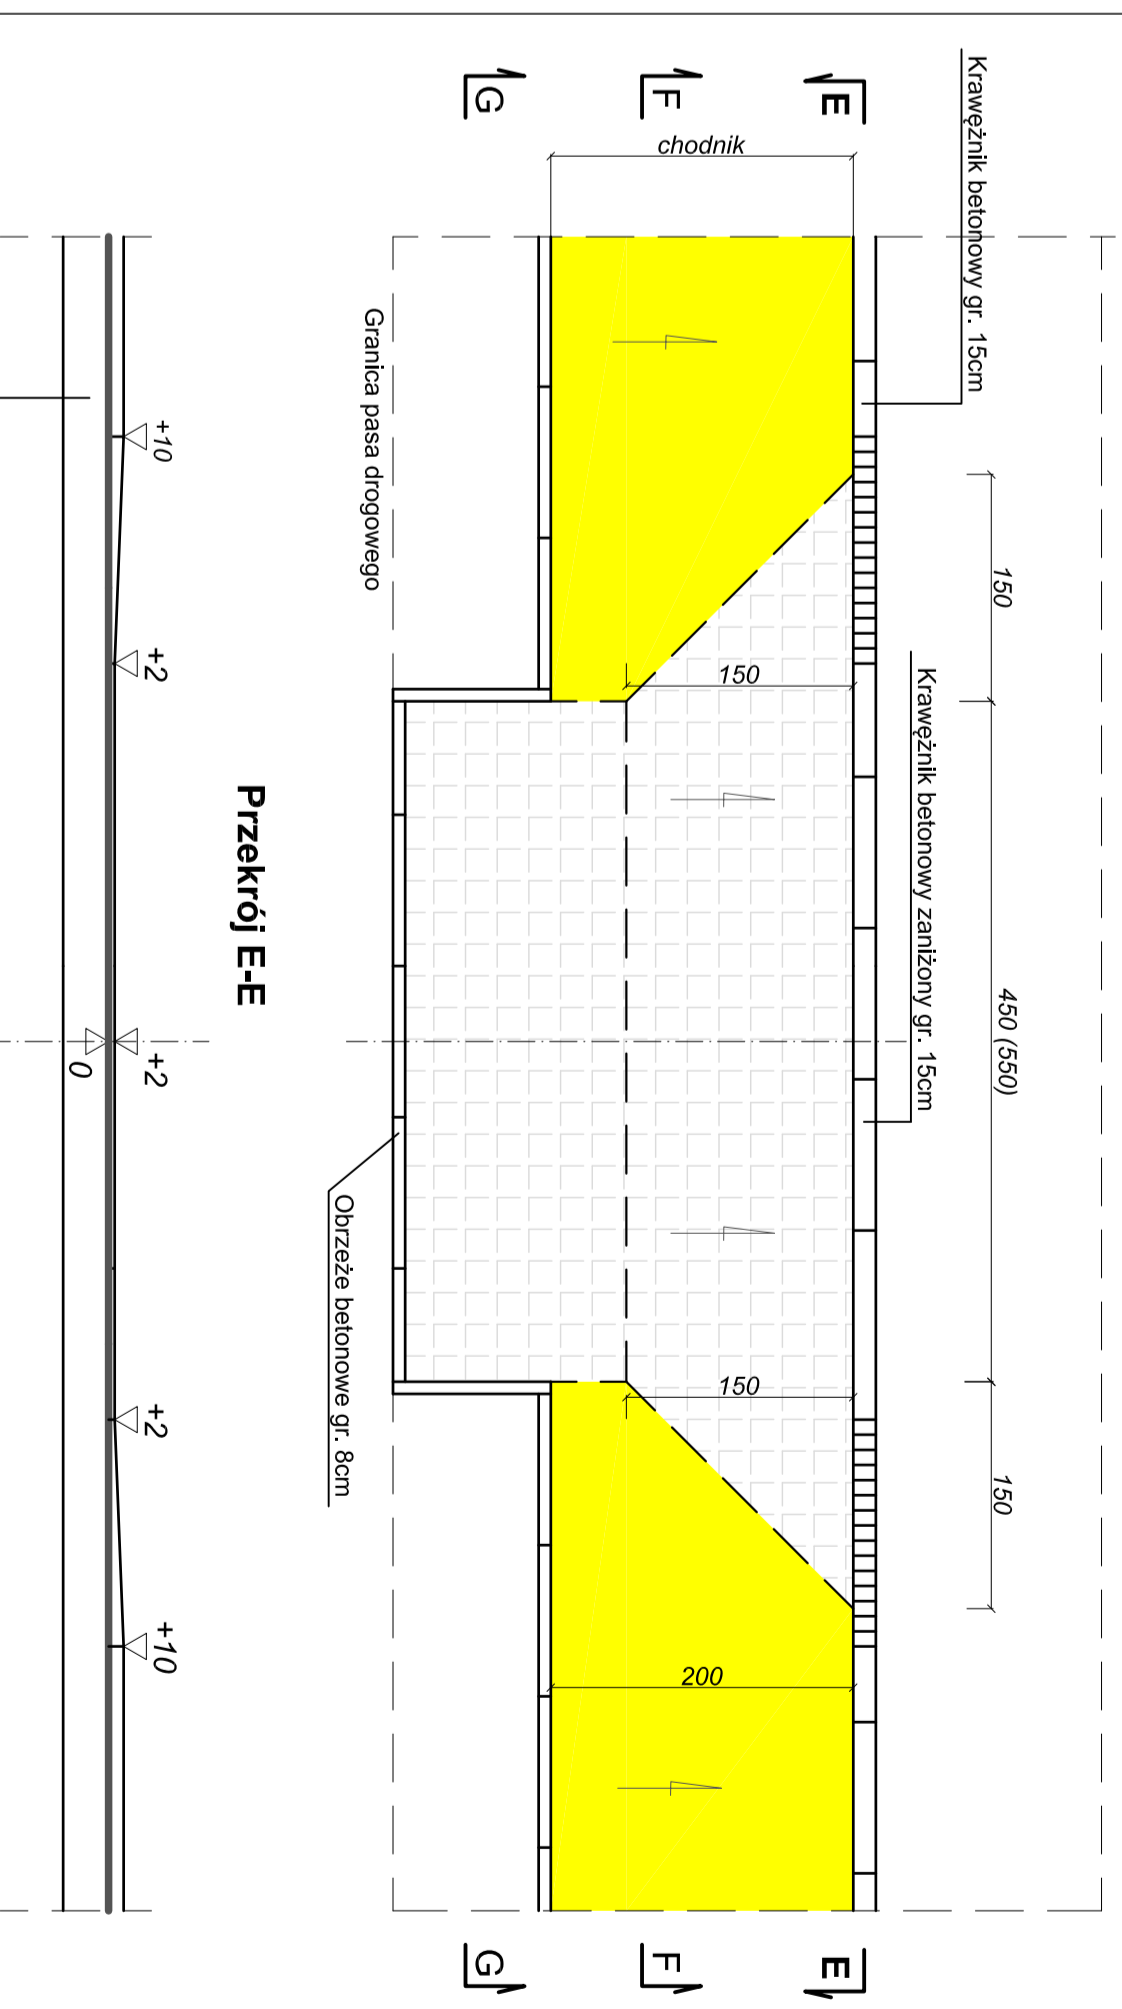 Krawężnik betonowy gr. 15cm
150
450 (550)
150
Krawężnik betonowy zaniżony gr. 15cm
E
E
chodnik
150
150
200
F
F
G
G
Granica pasa drogowego
Obrzeże betonowe gr. 8cm
Przekrój E-E
+10
+2
+2
+2
+10
0